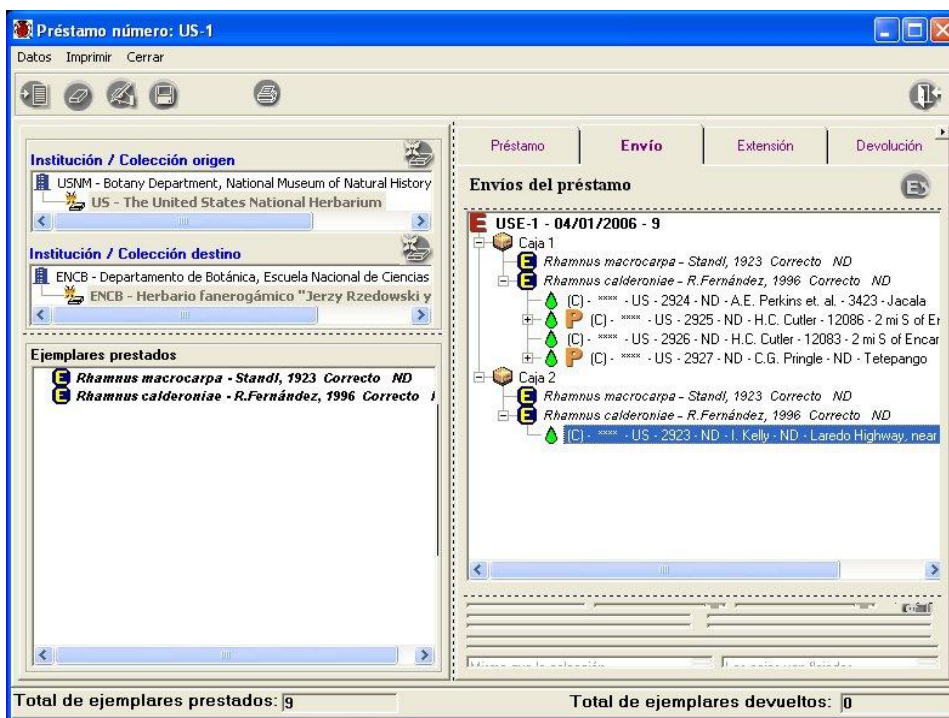 Préstamo número: US-1
Datos Imprimir Cerrar
Institución / Colección origen
USNM - Botany Department, National Museum of Natural History
US - The United States National Herbarium
Institución / Colección destino
ENCB - Departamento de Botánica, Escuela Nacional de Ciencias
ENCB - Herbario fanerogámico "Jerzy Rzedowski y
Ejemplares prestados
E Rhamnus macrocarpa - Standl, 1923 Correcto ND
E Rhamnus calderoniae - R.Fernández, 1996 Correcto
Préstamo Envío Extensión Devolución
Envios del préstamo
E USE-1 - 04/01/2006 - 9
Caja 1
E Rhamnus macrocarpa - Standl, 1923 Correcto ND
E Rhamnus calderoniae - R.Fernández, 1996 Correcto ND
(C) - **** - US - 2924 - ND - A.E. Perkins et. al. - 3423 - Jacala
P (C) - **** - US - 2925 - ND - H.C. Cutler - 12086 - 2 mi S of
(C) - **** - US - 2926 - ND - H.C. Cutler - 12083 - 2 mi S of Encar
P (C) - **** - US - 2927 - ND - C.G. Pringle - ND - Tetepango
Caja 2
E Rhamnus macrocarpa - Standl, 1923 Correcto ND
E Rhamnus calderoniae - R.Fernández, 1996 Correcto ND
(C) - **** - US - 2923 - ND - I. Kelly - ND - Laredo Highway, near
Total de ejemplares prestados: 9
Total de ejemplares devueltos: 0